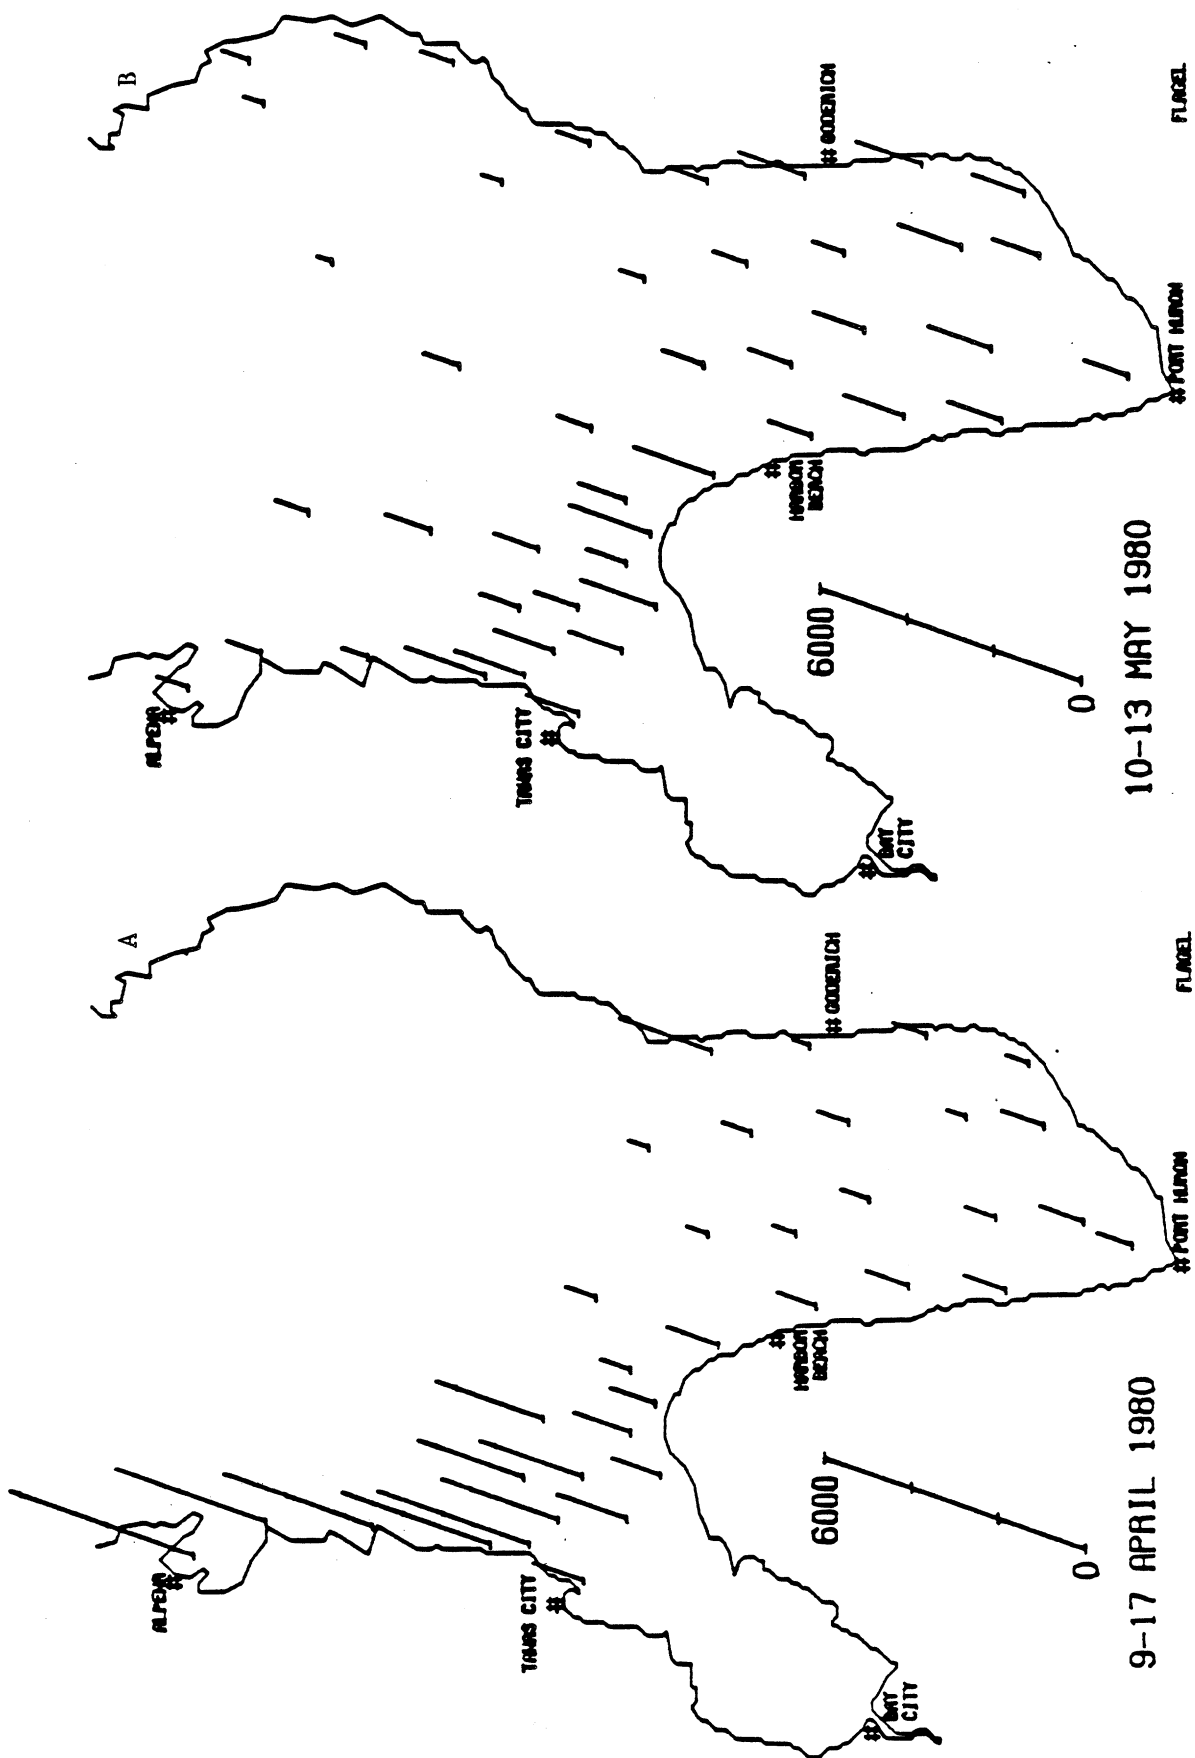 A
ALPENA
#
TAWAS CITY
#
# GODERICH
#
HARBOR
BEACH
6000
#
BAY
CITY
0
9-17 APRIL 1980
# PORT HURON
FLAGEL
B
ALPENA
#
TAWAS CITY
#
# GODERICH
#
HARBOR
BEACH
6000
#
BAY
CITY
0
10-13 MAY 1980
# PORT HURON
FLAGEL